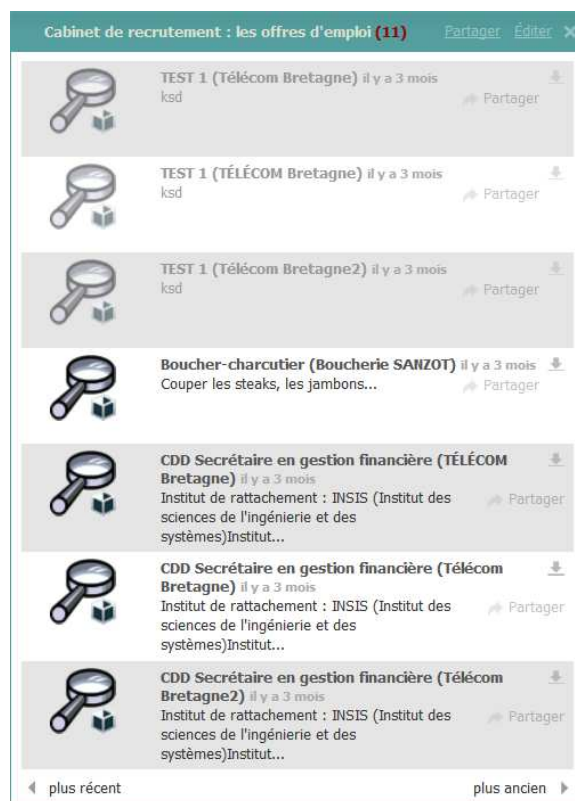 Cabinet de recrutement : les offres d'emploi (11) Partager Éditer
TEST 1 (Télécom Bretagne) il y a 3 mois
ksd
Partager
TEST 1 (TÉLÉCOM Bretagne) il y a 3 mois
ksd
Partager
TEST 1 (Télécom Bretagne2) il y a 3 mois
ksd
Partager
Boucher-charcutier (Boucherie SANZOT) il y a 3 mois
Couper les steaks, les jambons...
Partager
CDD Secrétaire en gestion financière (TÉLÉCOM
Bretagne) il y a 3 mois
Institut de rattachement : INSIS (Institut des
sciences de l'ingénierie et des
systèmes)Institut...
Partager
CDD Secrétaire en gestion financière (Télécom
Bretagne) il y a 3 mois
Institut de rattachement : INSIS (Institut des
sciences de l'ingénierie et des
systèmes)Institut...
Partager
CDD Secrétaire en gestion financière (Télécom
Bretagne2) il y a 3 mois
Institut de rattachement : INSIS (Institut des
sciences de l'ingénierie et des
systèmes)Institut...
Partager
plus récent plus ancien